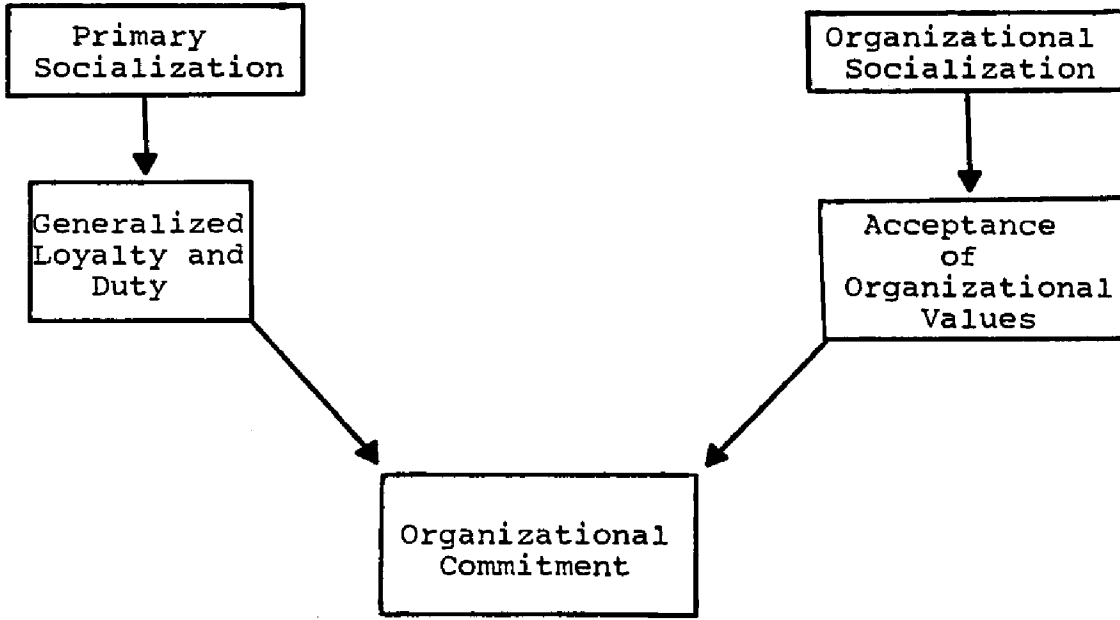 Primary
Socialization
Organizational
Socialization
Generalized
Loyalty and
Duty
Acceptance
of
Organizational
Values
Organizational
Commitment